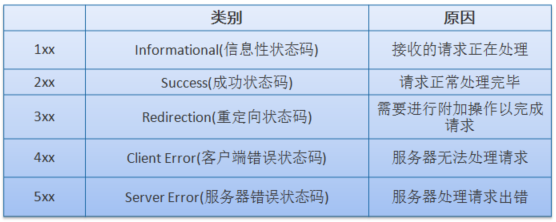 类别 原因
1xx Informational(信息性状态码) 接收的请求正在处理
2xx Success(成功状态码) 请求正常处理完毕
3xx Redirection(重定向状态码) 需要进行附加操作以完成
请求
4xx Client Error(客户端错误状态码) 服务器无法处理请求
5xx Server Error(服务器错误状态码) 服务器处理请求出错